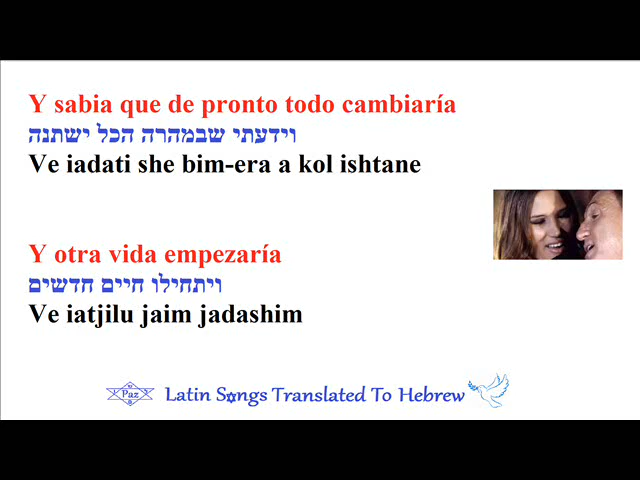 Y sabia que de pronto todo cambiaría
וידעתי שבמהרה הכל ישתנה
Ve iadati she bim-era a kol ishtane
Y otra vida empezaría
ויתחילו חיים חדשים
Ve iatjilu jaim jadashim
Paz
Latin Songs Translated To Hebrew